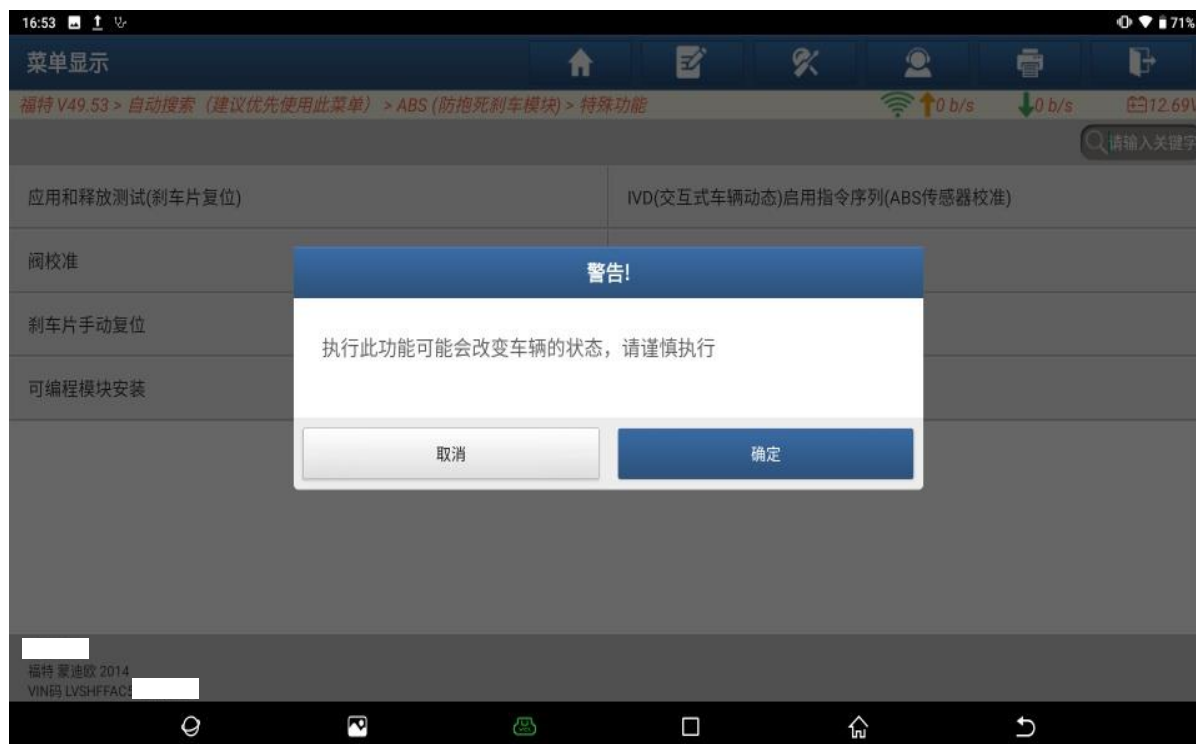 16:53
71%
菜单显示
福特 V49.53 > 自动搜索（建议优先使用此菜单） > ABS (防抱死刹车模块) > 特殊功能
0 b/s
0 b/s
12.69V
请输入关键字
应用和释放测试(刹车片复位)
IVD(交互式车辆动态)启用指令序列(ABS传感器校准)
阀校准
刹车片手动复位
可编程模块安装
警告!
执行此功能可能会改变车辆的状态，请谨慎执行
取消
确定
福特 蒙迪欧 2014
VIN码 LVSHFFAC